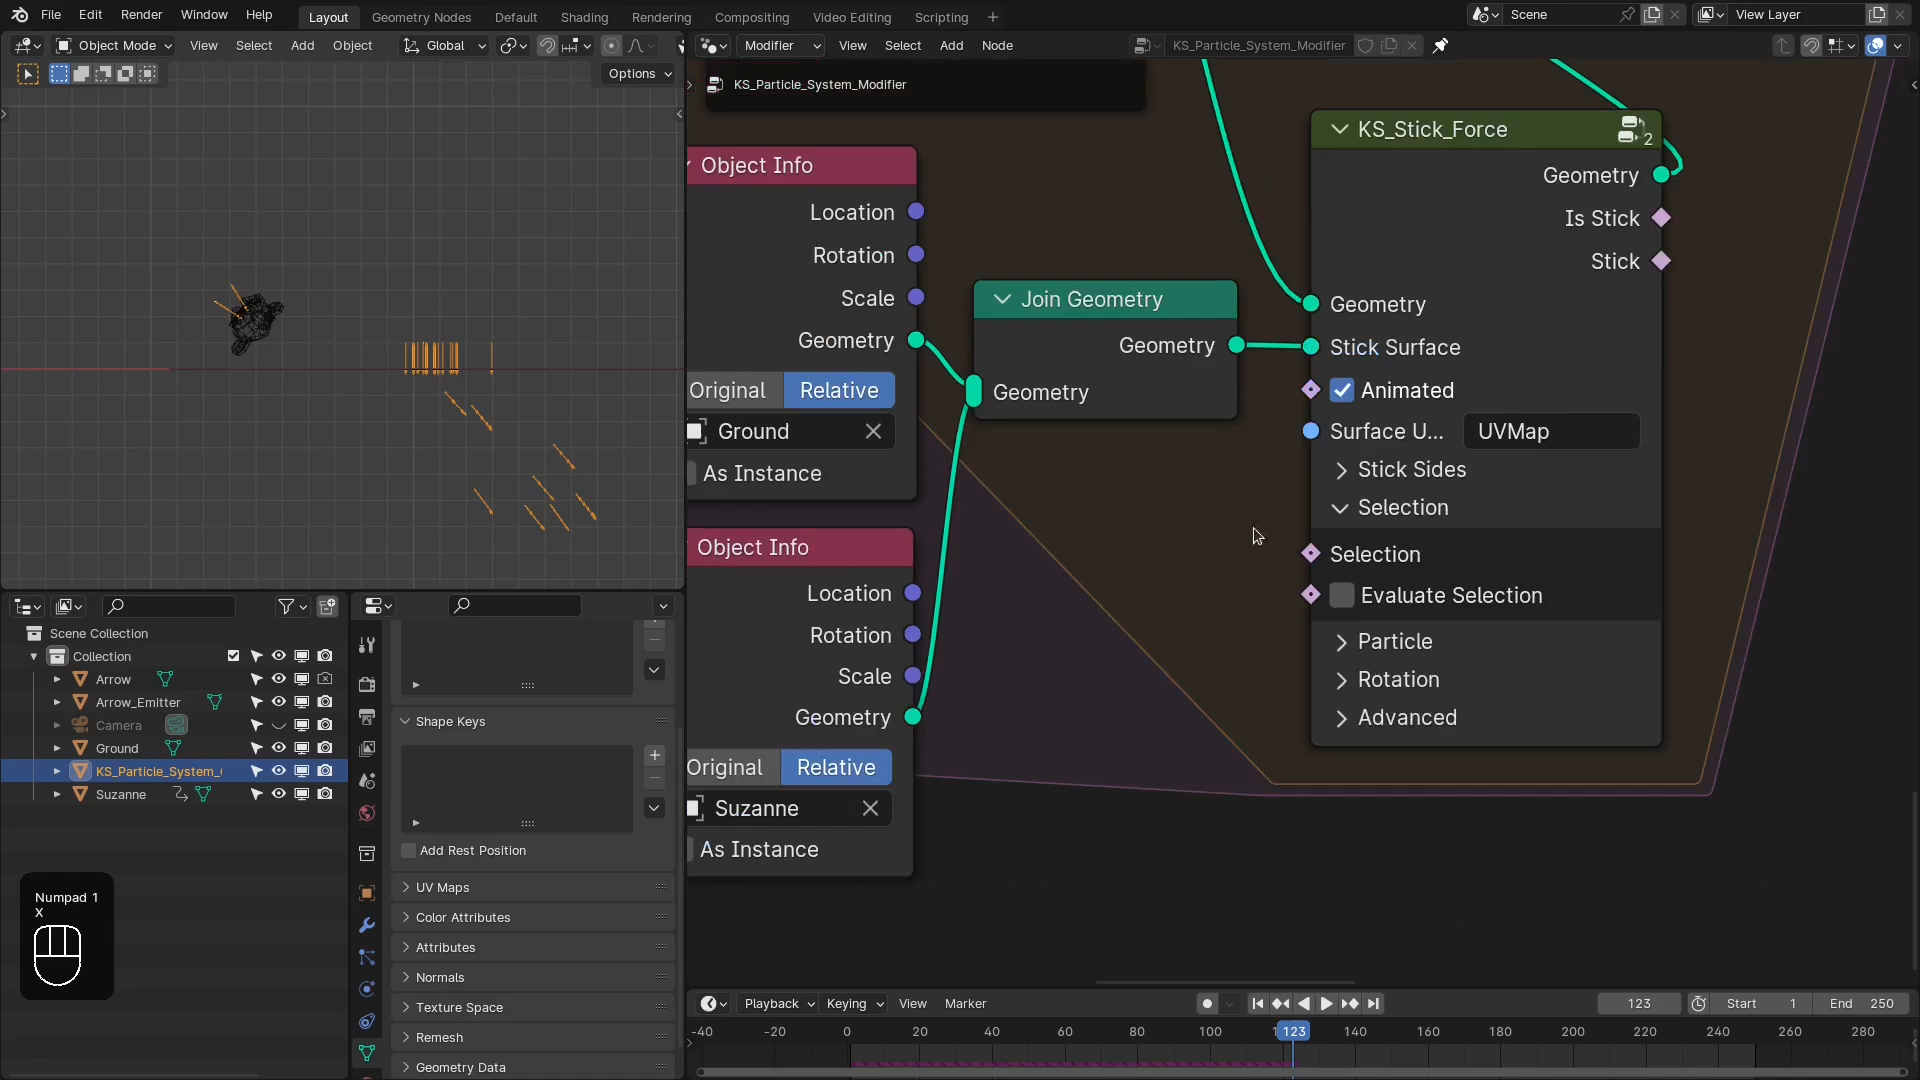 File Edit Render Window Help
Layout Geometry Nodes Default Shading Rendering Compositing Video Editing Scripting +
Scene
View Layer
Object Mode View Select Add Object Global
Options
Modifier View Select Add Node
KS_Particle_System_Modifier
KS_Particle_System_Modifier
Object Info
Location
Rotation
Scale
Geometry
Original Relative
Ground
As Instance
Object Info
Location
Rotation
Scale
Geometry
Original Relative
Suzanne
As Instance
Join Geometry
Geometry
Geometry
KS_Stick_Force
2
Geometry
Is Stick
Stick
Geometry
Stick Surface
Animated
Surface U... UVMap
Stick Sides
Selection
Selection
Evaluate Selection
Particle
Rotation
Advanced
Scene Collection
Collection
Arrow
Arrow_Emitter
Camera
Ground
KS_Particle_System_
Suzanne
Numpad 1
X
Shape Keys
Add Rest Position
UV Maps
Color Attributes
Attributes
Normals
Texture Space
Remesh
Geometry Data
Playback Keying View Marker
123
Start 1
End 250
-40 -20 0 20 40 60 80 100 123 140 160 180 200 220 240 260 280